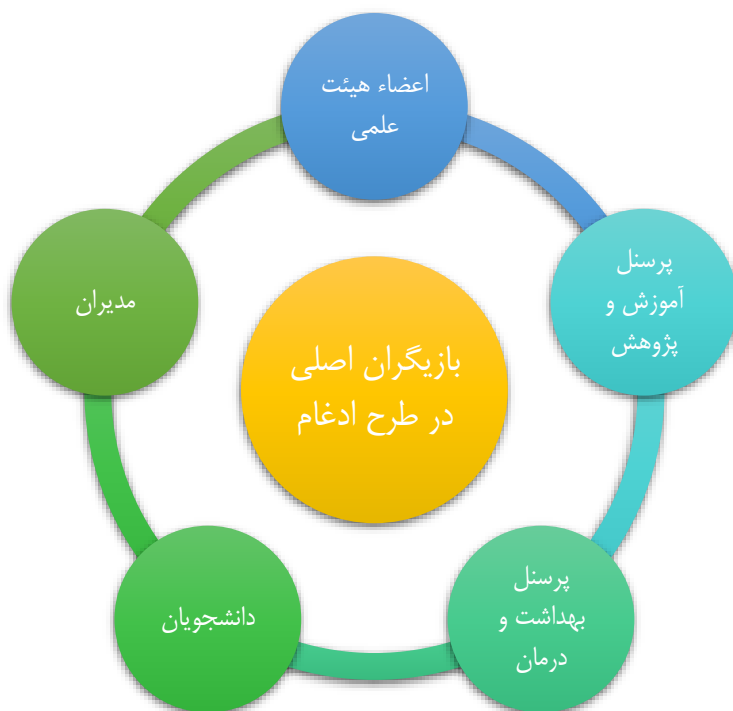 اعضاء هیئت
علمی
پرسنل
آموزش و
پژوهش
پرسنل
بهداشت و
درمان
دانشجویان
مدیران
بازیگران اصلی
در طرح ادغام